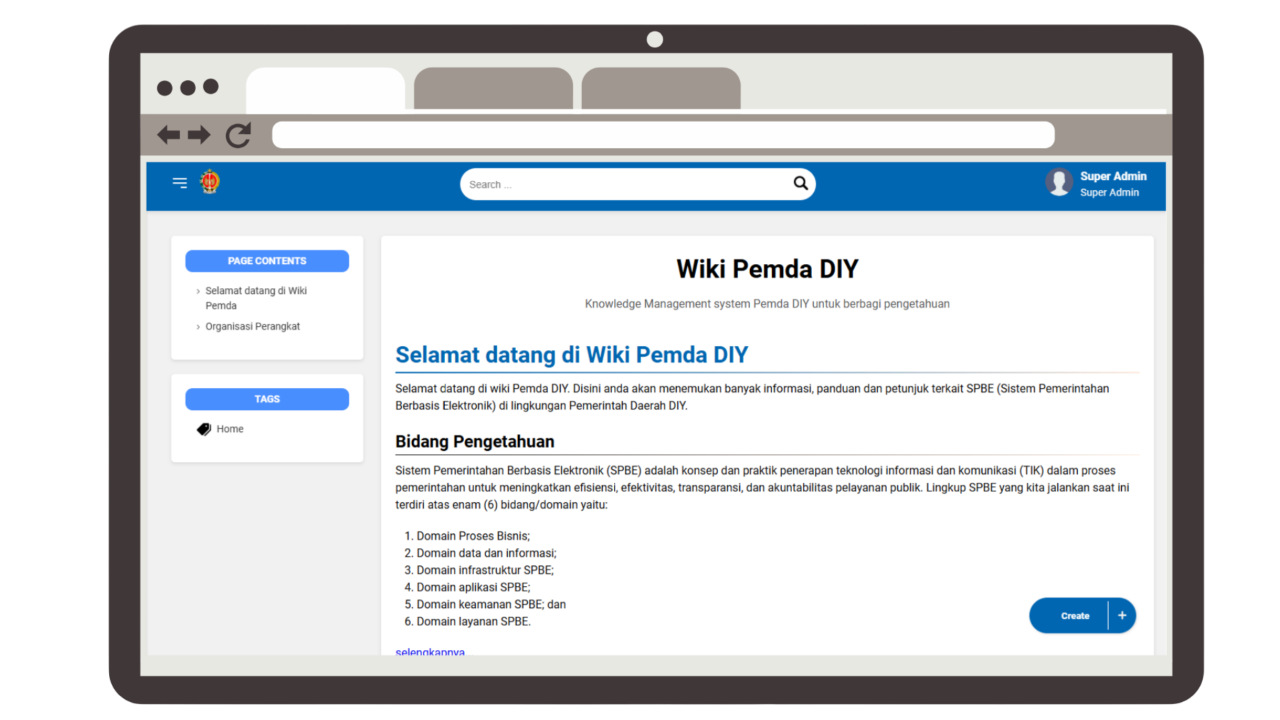 Search ...
Super Admin
Super Admin
PAGE CONTENTS
Selamat datang di Wiki
Pemda
Organisasi Perangkat
TAGS
Home
Wiki Pemda DIY
Knowledge Management system Pemda DIY untuk berbagi pengetahuan
Selamat datang di Wiki Pemda DIY
Selamat datang di wiki Pemda DIY. Disini anda akan menemukan banyak informasi, panduan dan petunjuk terkait SPBE (Sistem Pemerintahan
Berbasis Elektronik) di lingkungan Pemerintah Daerah DIY.
Bidang Pengetahuan
Sistem Pemerintahan Berbasis Elektronik (SPBE) adalah konsep dan praktik penerapan teknologi informasi dan komunikasi (TIK) dalam proses
pemerintahan untuk meningkatkan efisiensi, efektivitas, transparansi, dan akuntabilitas pelayanan publik. Lingkup SPBE yang kita jalankan saat ini
terdiri atas enam (6) bidang/domain yaitu:
1. Domain Proses Bisnis;
2. Domain data dan informasi;
3. Domain infrastruktur SPBE;
4. Domain aplikasi SPBE;
5. Domain keamanan SPBE; dan
6. Domain layanan SPBE.
Create +
selengkapnya